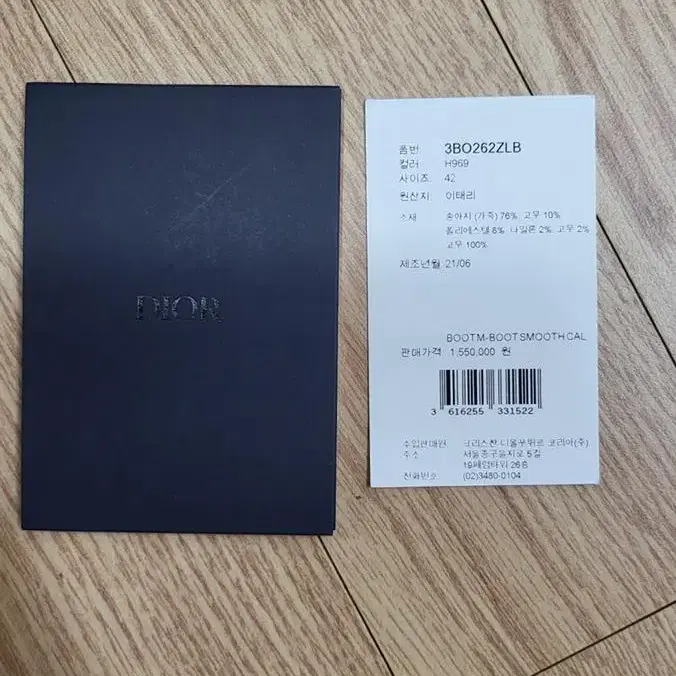 DIOR
품번 3BO262ZLB
컬러 H969
사이즈 42
원산지 이태리
소재 송아지 (가죽) 76% 고무 10%
폴리에스텔 8% 나일론 2% 고무 2%
고무 100%
제조년월 21/06
BOOTM-BOOTSMOOTHCAL
판매가격 1,550,000 원
3 616255 331522
수입판매원 크리스챤 디올꾸뛰르 코리아(주)
주소 서울중구을지로 5길
19페럼타워 26층
전화번호 (02)3480-0104